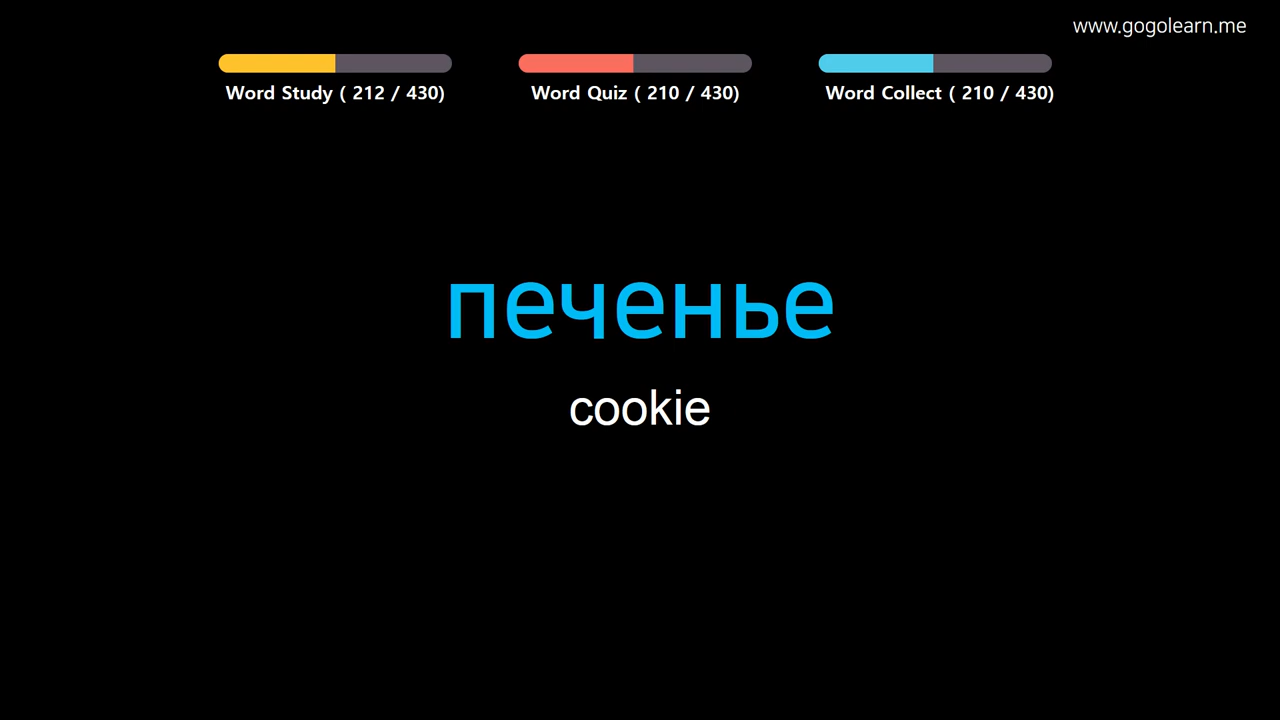 www.gogolearn.me
Word Study ( 212 / 430)
Word Quiz ( 210 / 430)
Word Collect ( 210 / 430)
печенье
cookie